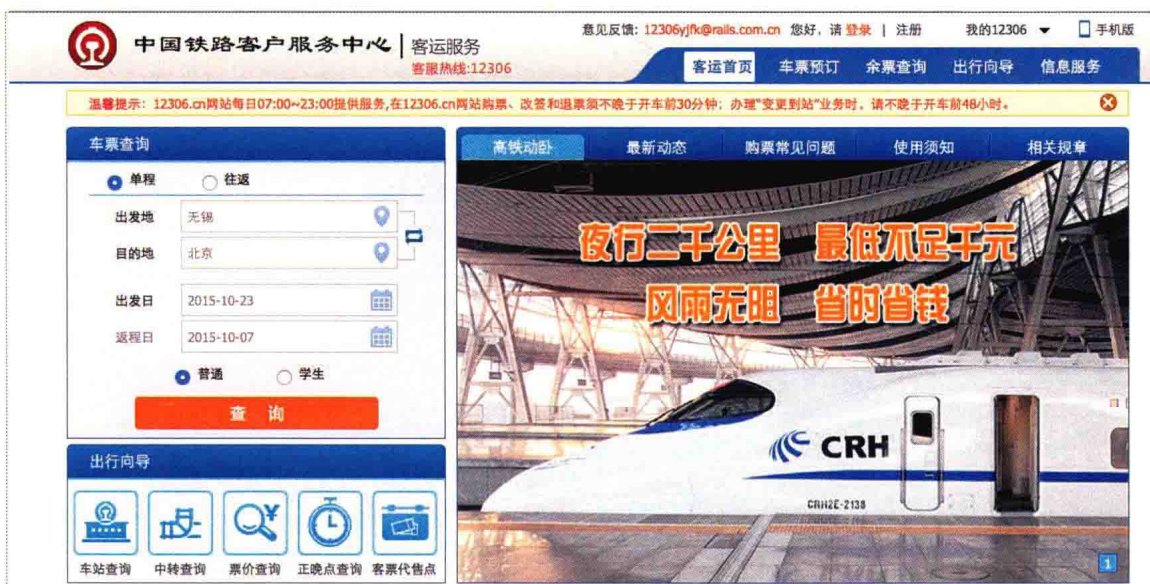 意见反馈: 12306yjfk@rails.com.cn 您好, 请 登录 | 注册 我的12306 手机版
中国铁路客户服务中心 | 客运服务
客服热线:12306
客运首页 车票预订 余票查询 出行向导 信息服务
温馨提示: 12306.cn网站每日07:00~23:00提供服务,在12306.cn网站购票、改签和退票须不晚于开车前30分钟; 办理"变更到站"业务时, 请不晚于开车前48小时。
车票查询
单程 往返
出发地 无锡
目的地 北京
出发日 2015-10-23
返程日 2015-10-07
普通 学生
查 询
高铁动卧 最新动态 购票常见问题 使用须知 相关规章
夜行二千公里 最低不足千元
风雨无阻 省时省钱
CRH
CRH2E-2138
1
出行向导
车站查询 中转查询 票价查询 正晚点查询 客票代售点